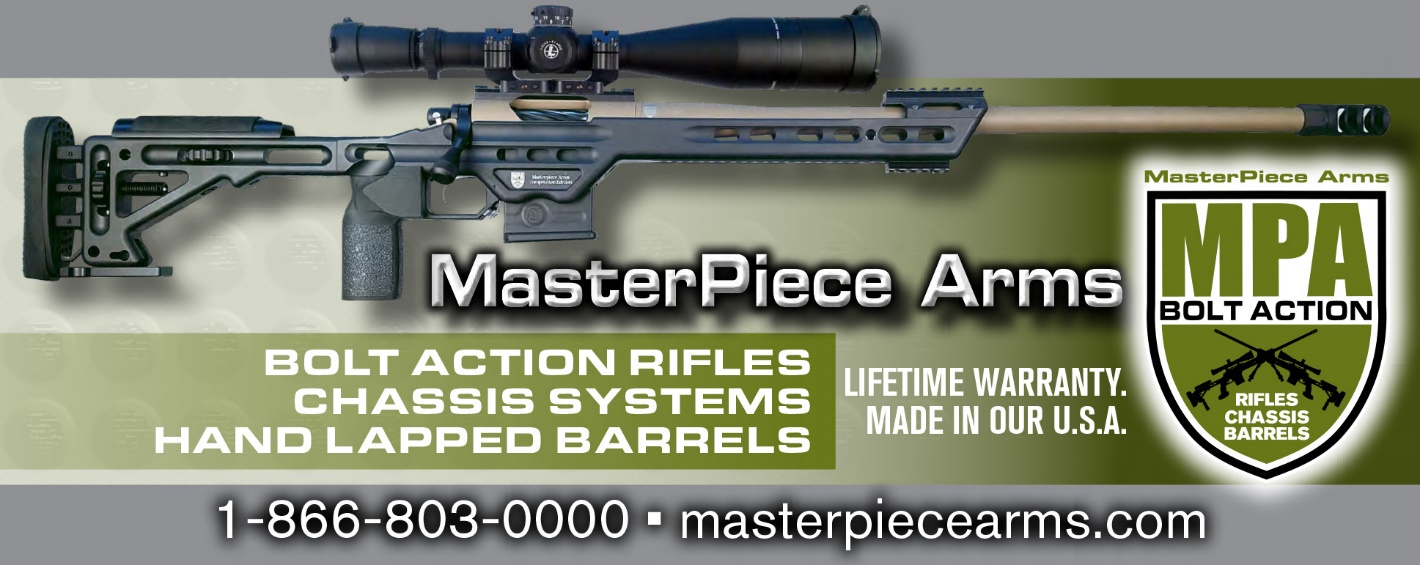 MasterPiece Arms
MasterPiece Arms
MPA
BOLT ACTION
RIFLES
CHASSIS
BARRELS
BOLT ACTION RIFLES
CHASSIS SYSTEMS
HAND LAPPED BARRELS
LIFETIME WARRANTY.
MADE IN OUR U.S.A.
1-866-803-0000 ▪ masterpiecearms.com